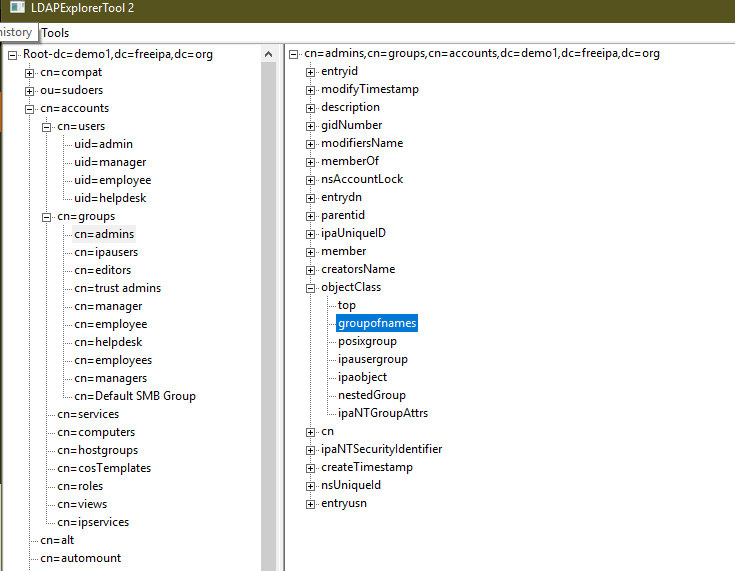 LDAPExplorerTool 2
history Tools
Root-dc=demo1,dc=freeipa,dc=org
cn=compat
ou=sudoers
cn=accounts
cn=users
uid=admin
uid=manager
uid=employee
uid=helpdesk
cn=groups
cn=admins
cn=ipausers
cn=editors
cn=trust admins
cn=manager
cn=employee
cn=helpdesk
cn=employees
cn=managers
cn=Default SMB Group
cn=services
cn=computers
cn=hostgroups
cn=cosTemplates
cn=roles
cn=views
cn=ipservices
cn=alt
cn=automount
cn=admins,cn=groups,cn=accounts,dc=demo1,dc=freeipa,dc=org
entryid
modifyTimestamp
description
gidNumber
modifiersName
memberOf
nsAccountLock
entrydn
parentid
ipaUniqueID
member
creatorsName
objectClass
top
groupofnames
posixgroup
ipausergroup
ipaobject
nestedGroup
ipaNTGroupAttrs
cn
ipaNTSecurityIdentifier
createTimestamp
nsUniqueId
entryusn